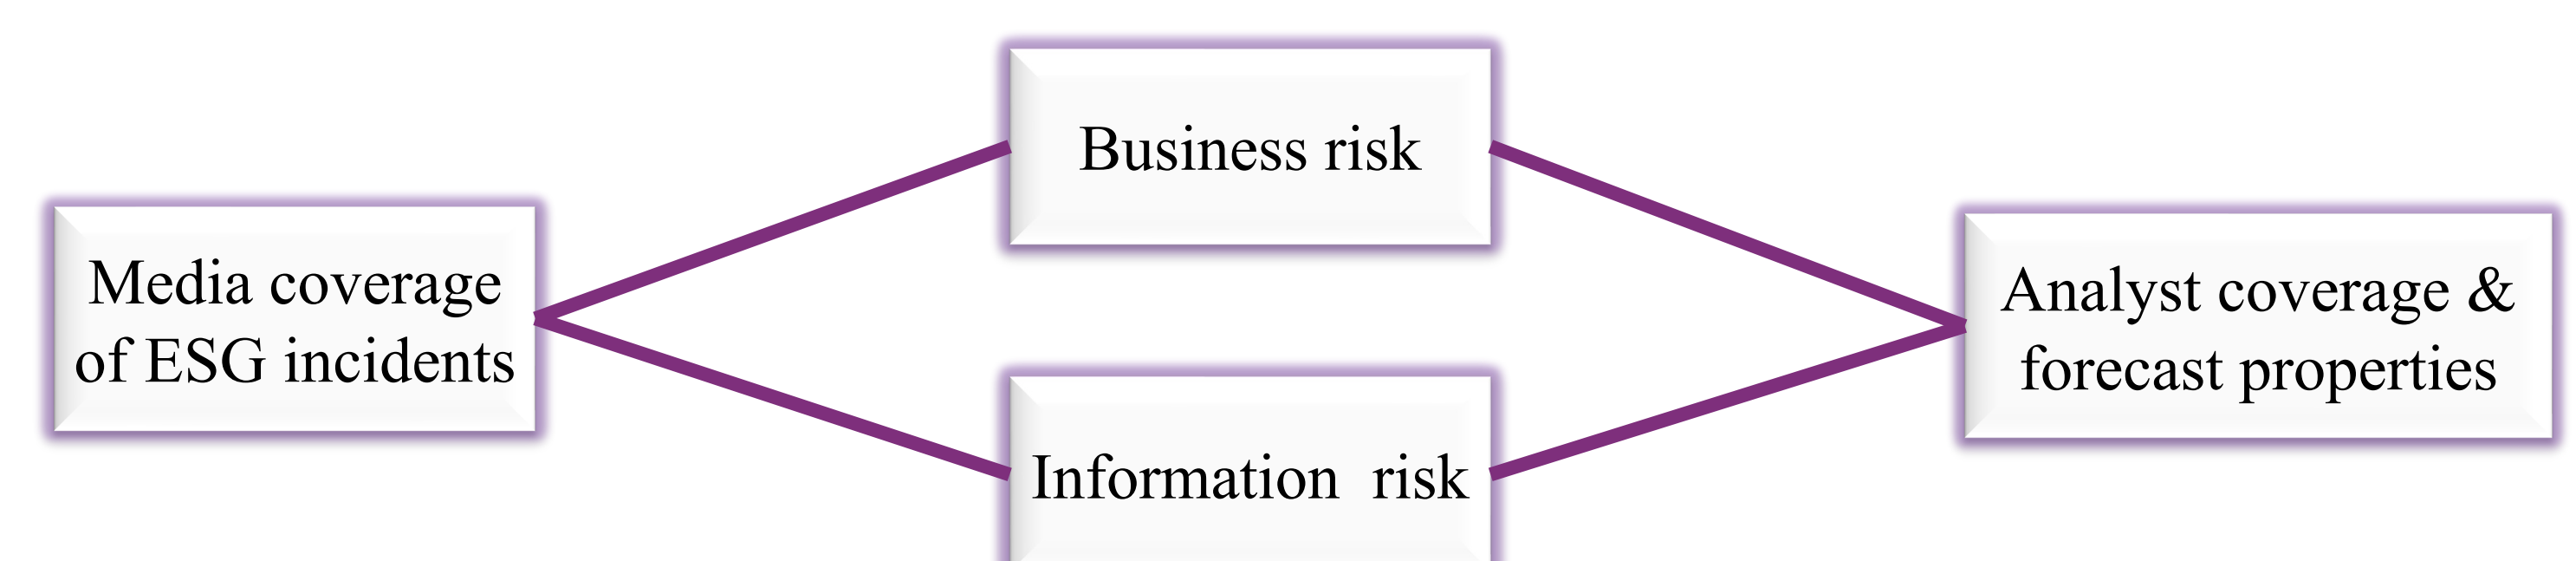 Business risk
Media coverage
of ESG incidents
Analyst coverage &
forecast properties
Information  risk